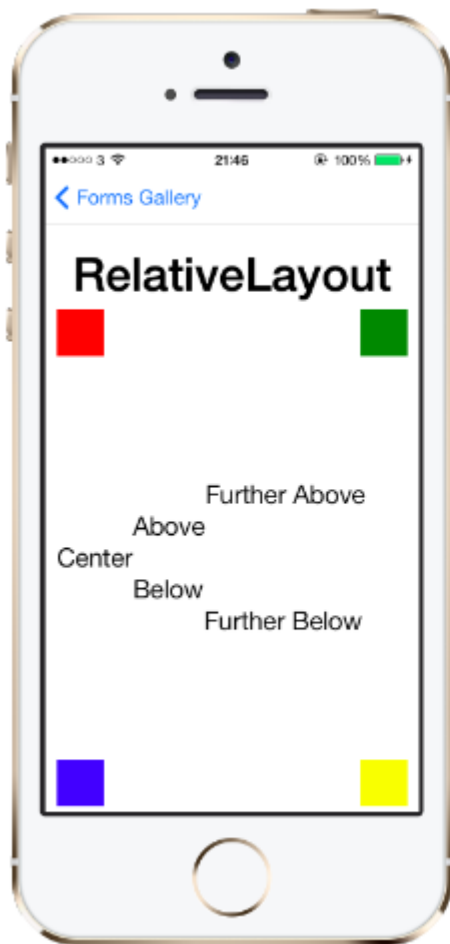 3 21:46 100%
Forms Gallery
RelativeLayout
Further Above
Above
Center
Below
Further Below